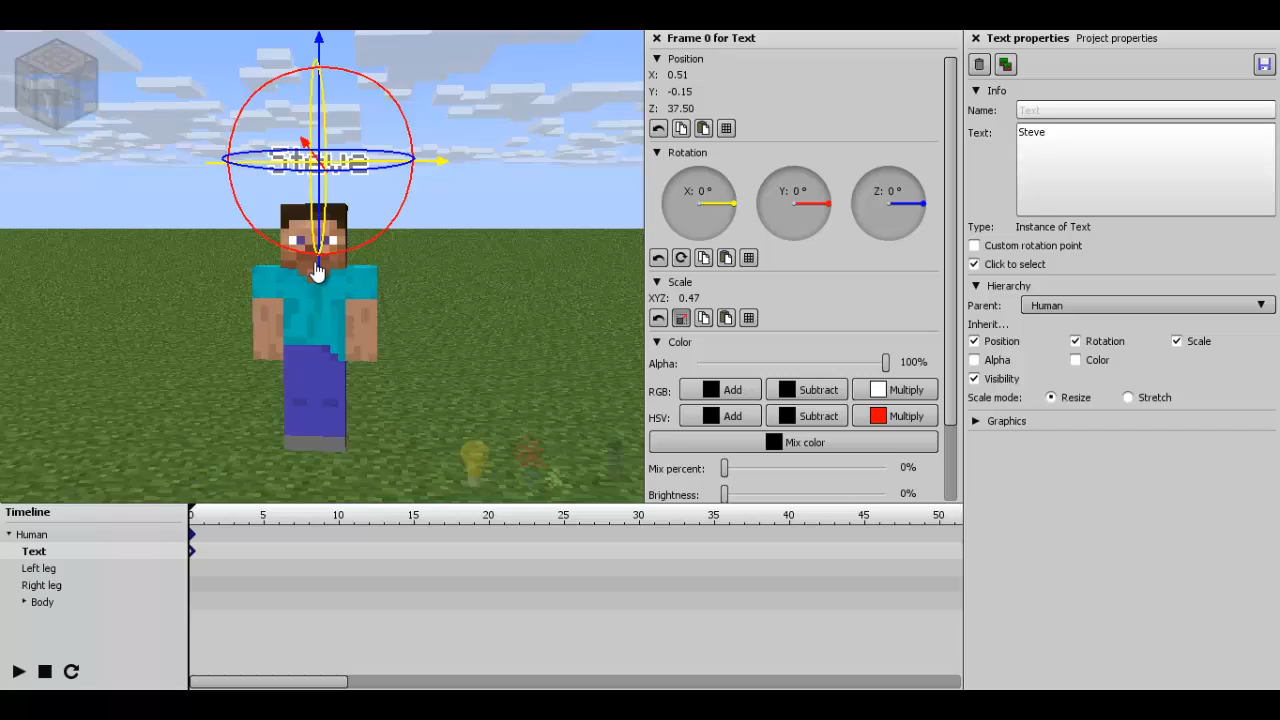 Steve
Frame 0 for Text
Position
X: 0.51
Y: -0.15
Z: 37.50
Rotation
X: 0° Y: 0° Z: 0°
Scale
XYZ: 0.47
Color
Alpha: 100%
RGB: Add Subtract Multiply
HSV: Add Subtract Multiply
Mix color
Mix percent: 0%
Brightness: 0%
Text properties Project properties
Info
Name: Text
Text: Steve
Type: Instance of Text
Custom rotation point
Click to select
Hierarchy
Parent: Human
Inherit...
Position Rotation Scale
Alpha Color
Visibility
Scale mode: Resize Stretch
Graphics
Timeline
0 5 10 15 20 25 30 35 40 45 50
Human
Text
Left leg
Right leg
Body